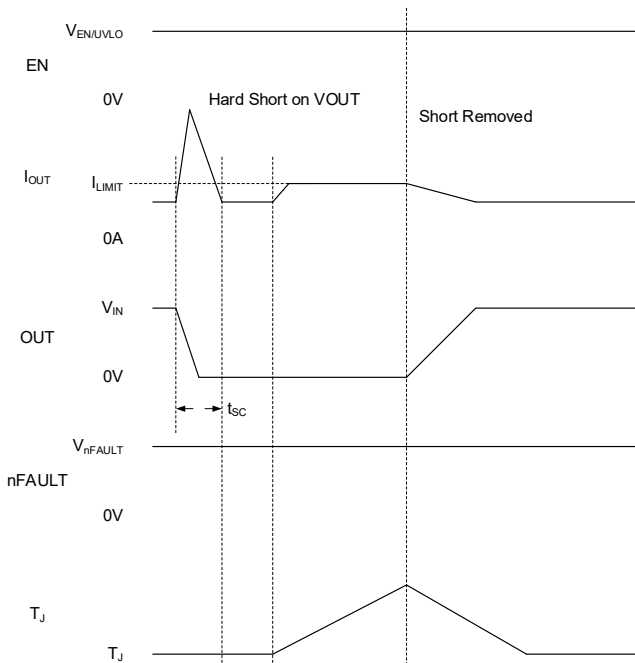 VEN/UVLO
EN
0V
Hard Short on VOUT
Short Removed
IOUT
ILIMIT
0A
VIN
OUT
0V
tSC
VnFAULT
nFAULT
0V
TJ
TJ